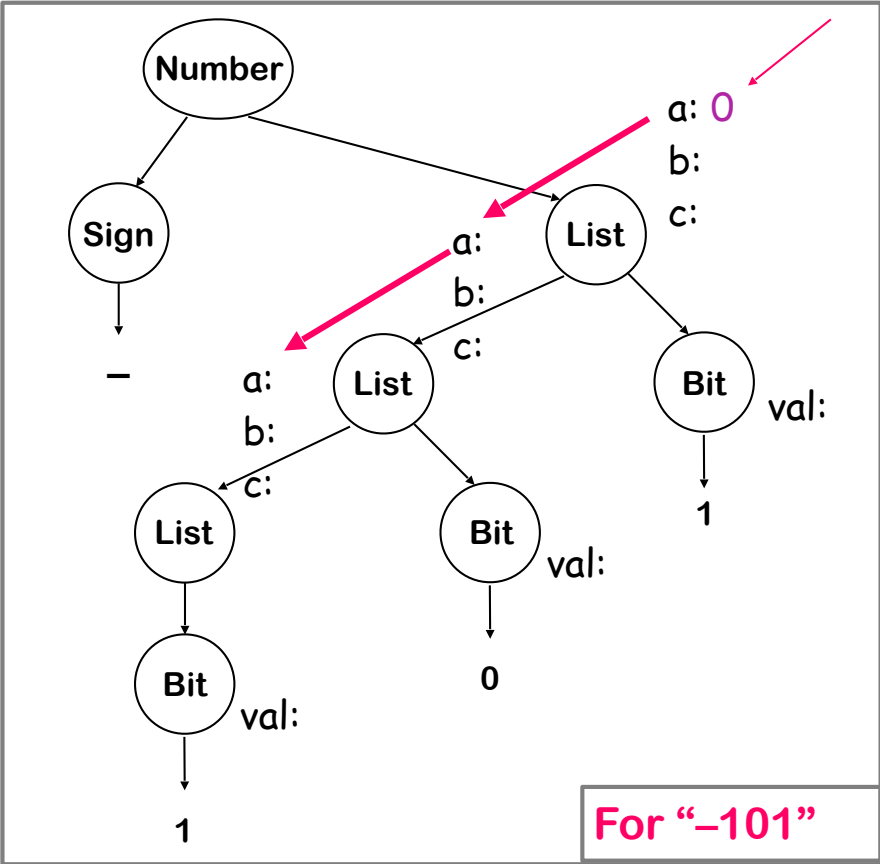 Number
a: 0
b:
c:
Sign
List
a:
b:
c:
–
a:
b:
c:
List
Bit
val:
1
List
Bit
val:
0
Bit
val:
1
For “–101”